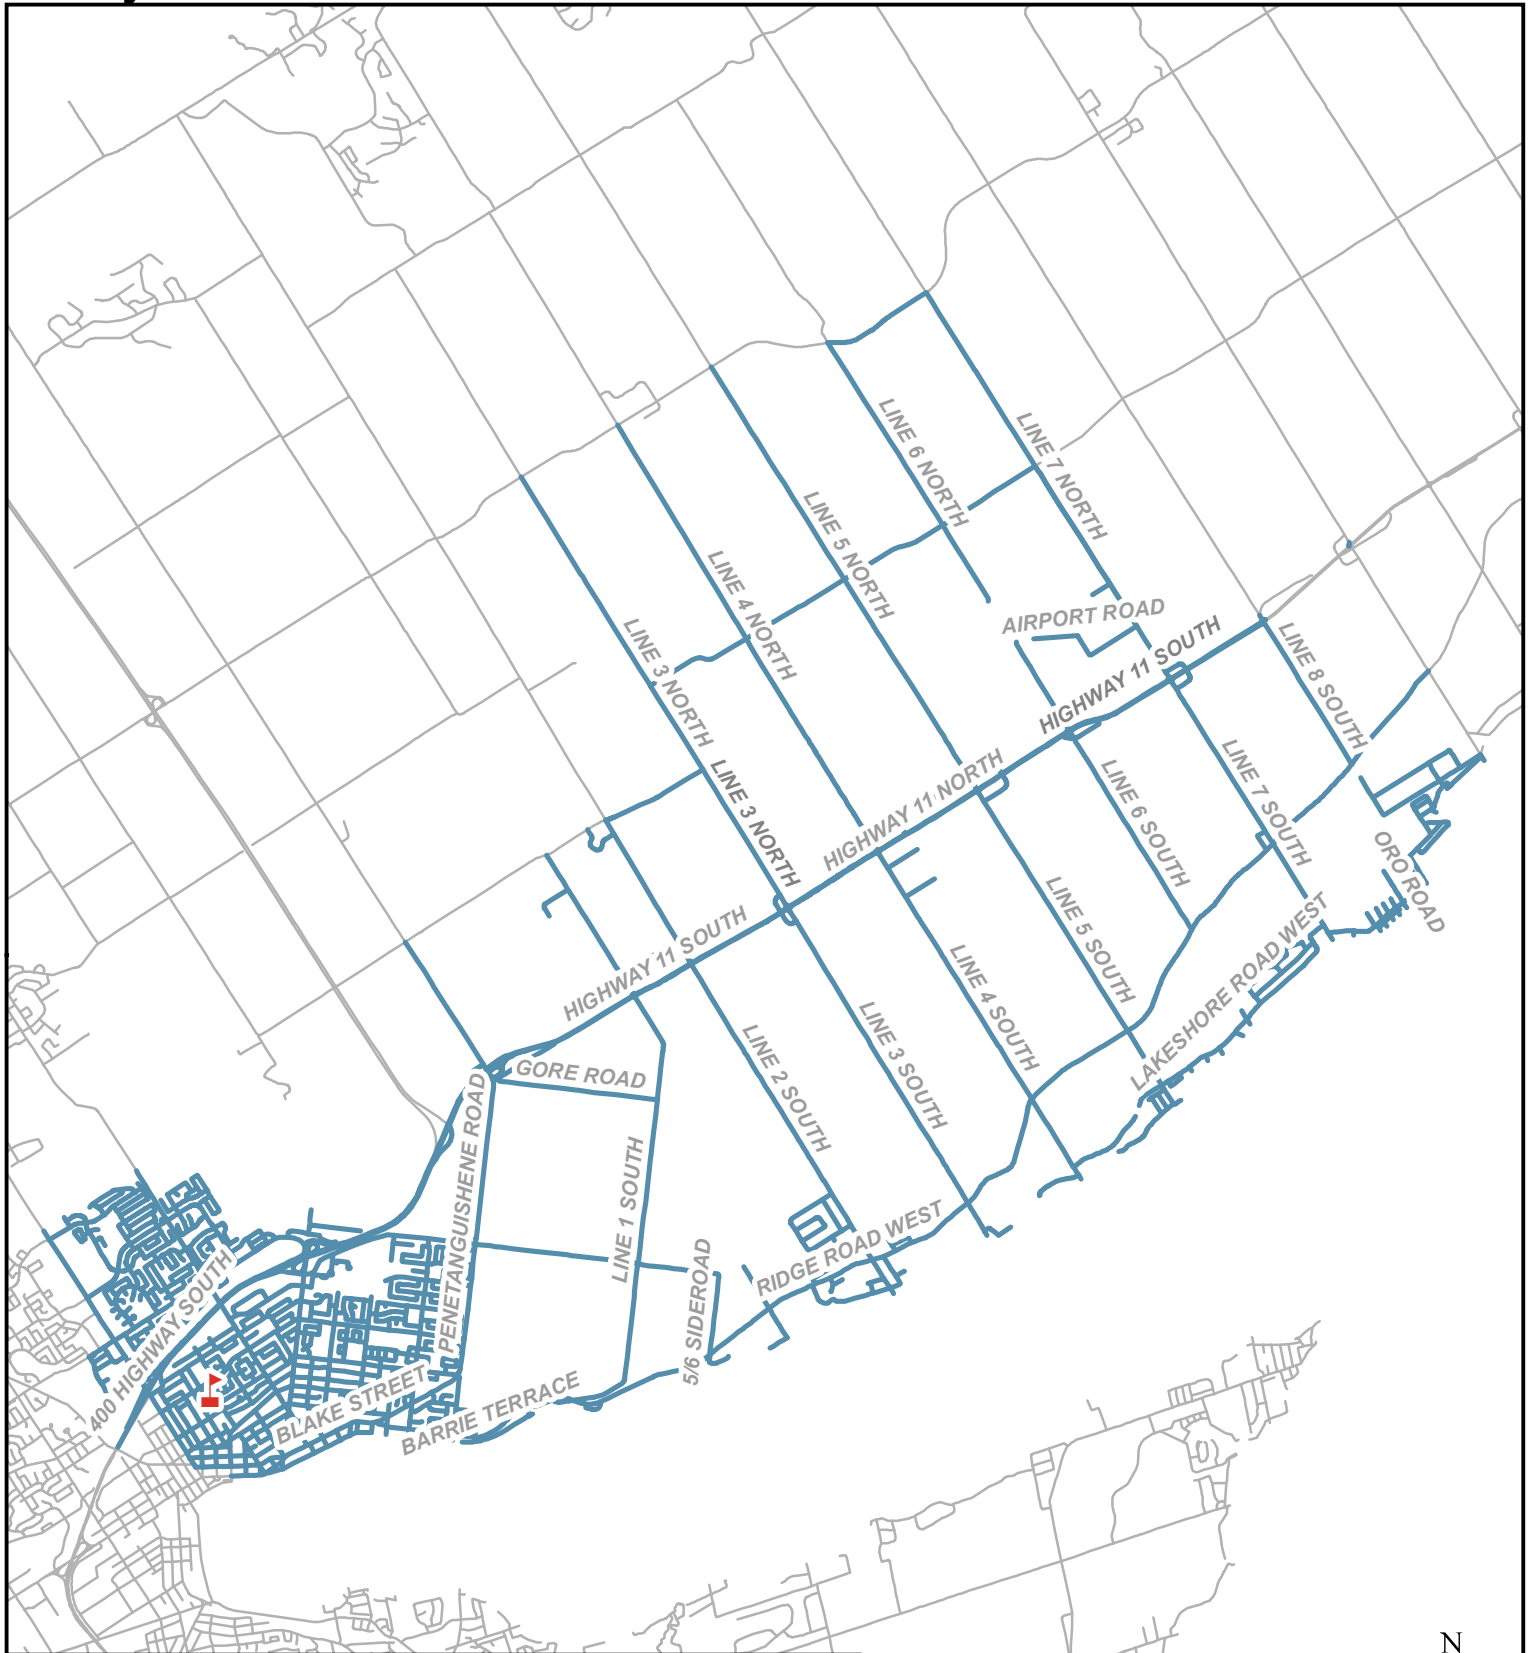 LINE 6 NORTH
LINE 7 NORTH
LINE 5 NORTH
LINE 4 NORTH
AIRPORT ROAD
LINE 3 NORTH
HIGHWAY 11 SOUTH
LINE 8 SOUTH
LINE 3 NORTH
HIGHWAY 11 NORTH
LINE 6 SOUTH
LINE 7 SOUTH
ORO ROAD
HIGHWAY 11 SOUTH
LINE 5 SOUTH
LINE 4 SOUTH
LAKESHORE ROAD WEST
LINE 3 SOUTH
LINE 2 SOUTH
GORE ROAD
PENETANGUISHENE ROAD
LINE 1 SOUTH
RIDGE ROAD WEST
5/6 SIDEROAD
400 HIGHWAY SOUTH
BLAKE STREET
BARRIE TERRACE
N